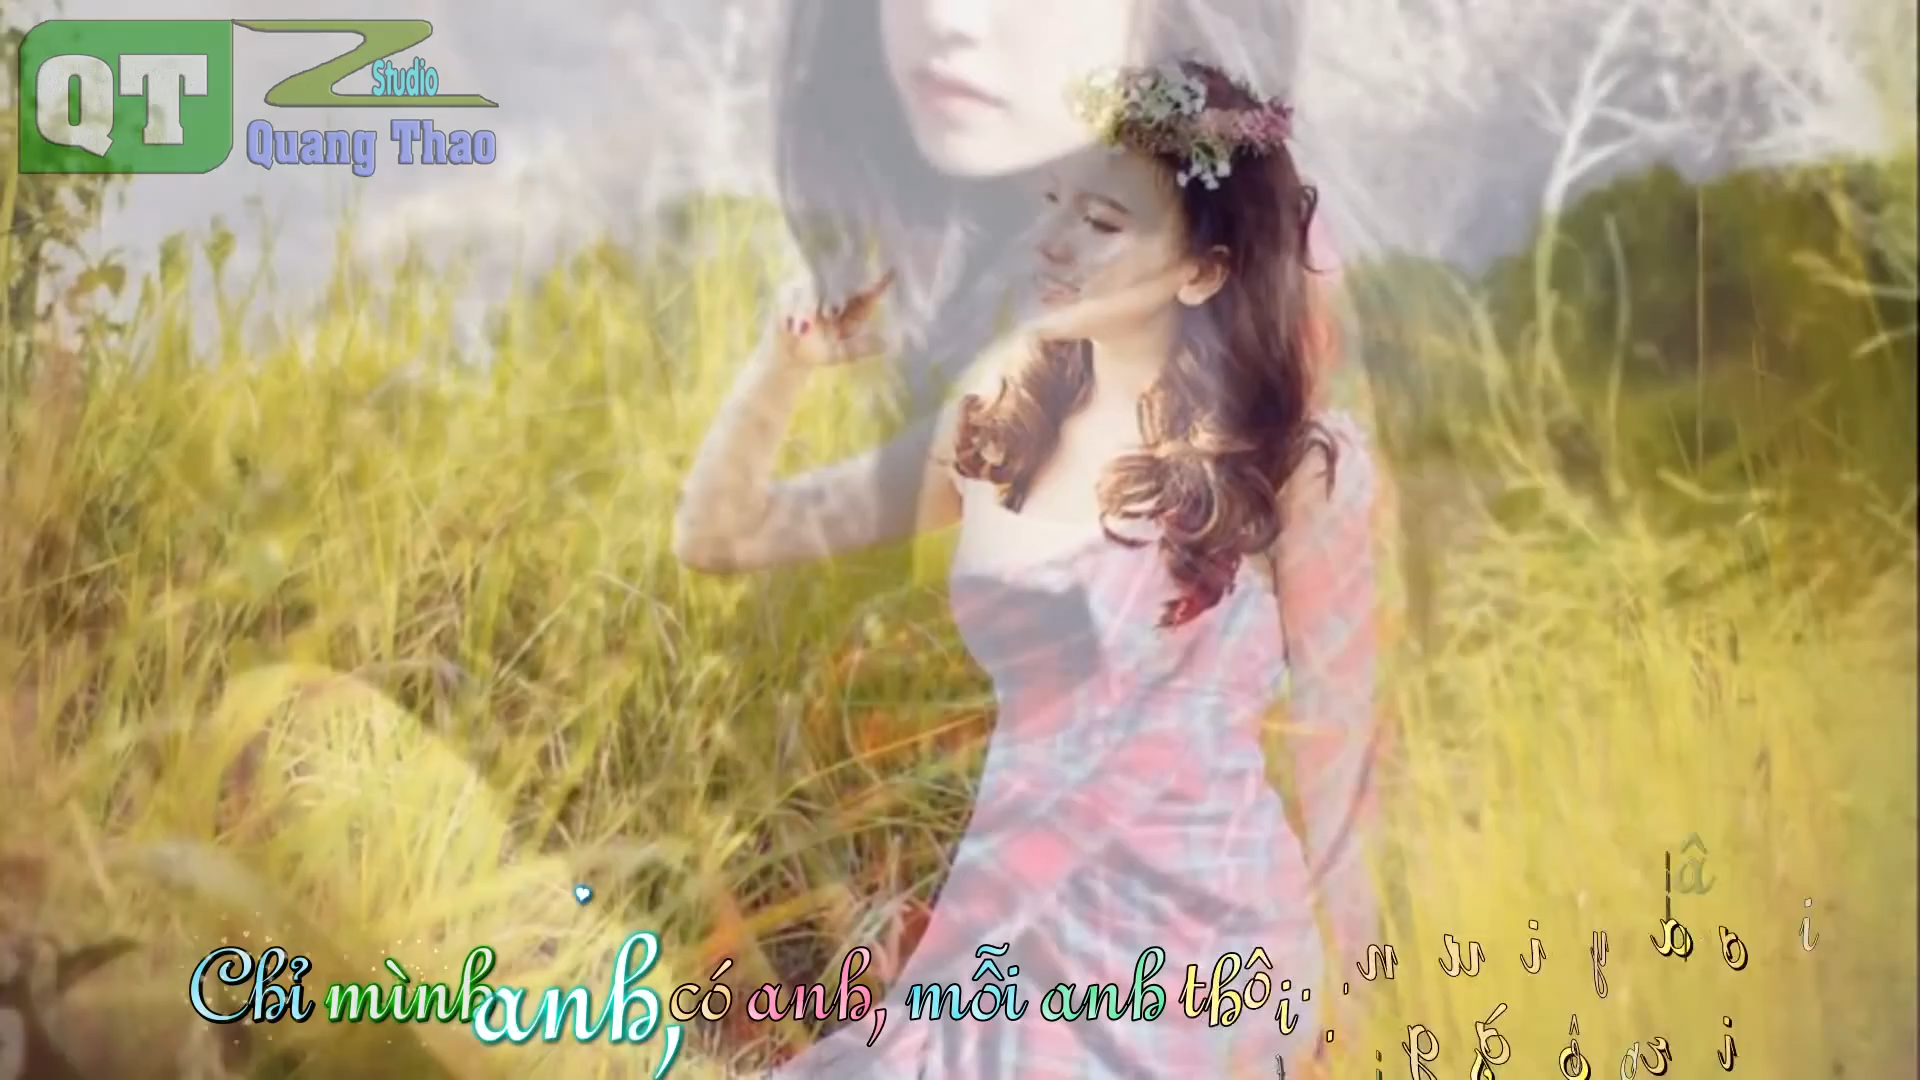 QT
Studio
Quang Thao
Chỉ mình anh, có anh, mỗi anh thôi